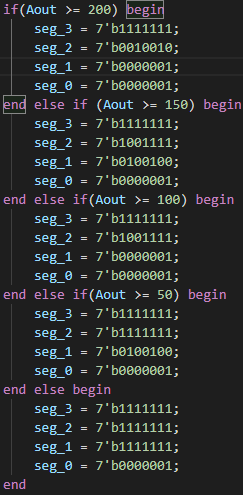 if(Aout >= 200) begin
    seg_3 = 7'b1111111;
    seg_2 = 7'b0010010;
    seg_1 = 7'b0000001;
    seg_0 = 7'b0000001;
end else if (Aout >= 150) begin
    seg_3 = 7'b1111111;
    seg_2 = 7'b1001111;
    seg_1 = 7'b0100100;
    seg_0 = 7'b0000001;
end else if(Aout >= 100) begin
    seg_3 = 7'b1111111;
    seg_2 = 7'b1001111;
    seg_1 = 7'b0000001;
    seg_0 = 7'b0000001;
end else if(Aout >= 50) begin
    seg_3 = 7'b1111111;
    seg_2 = 7'b1111111;
    seg_1 = 7'b0100100;
    seg_0 = 7'b0000001;
end else begin
    seg_3 = 7'b1111111;
    seg_2 = 7'b1111111;
    seg_1 = 7'b1111111;
    seg_0 = 7'b0000001;
end